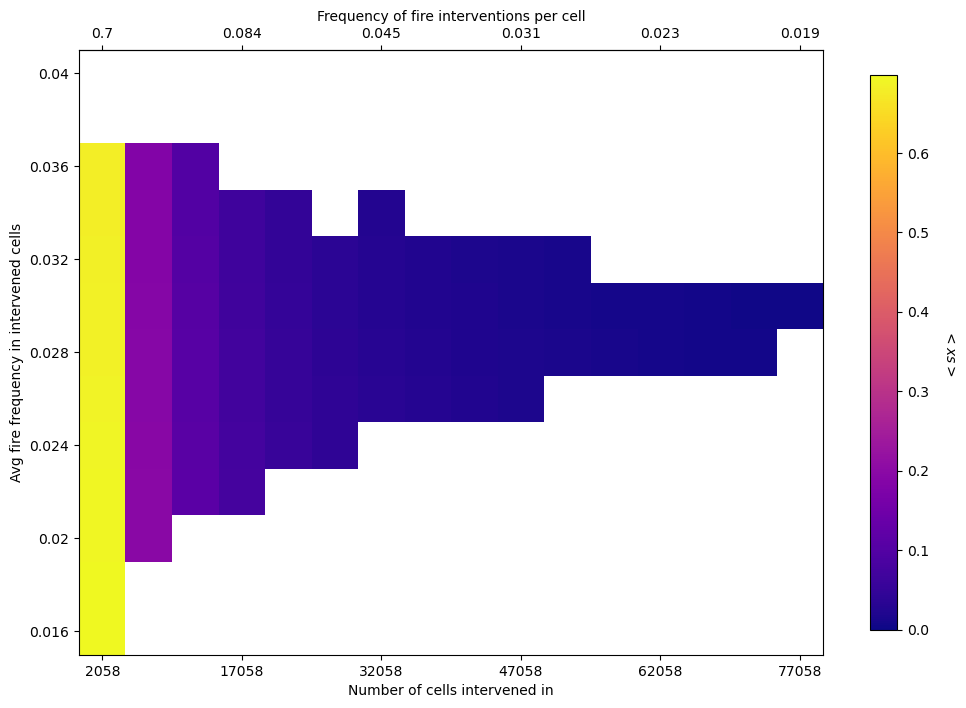 Frequency of fire interventions per cell
0.7 0.084 0.045 0.031 0.023 0.019
0.04
0.036
0.032
0.028
0.024
0.02
0.016
Avg fire frequency in intervened cells
2058 17058 32058 47058 62058 77058
Number of cells intervened in
0.6
0.5
0.4
0.3
0.2
0.1
0.0
< sx >